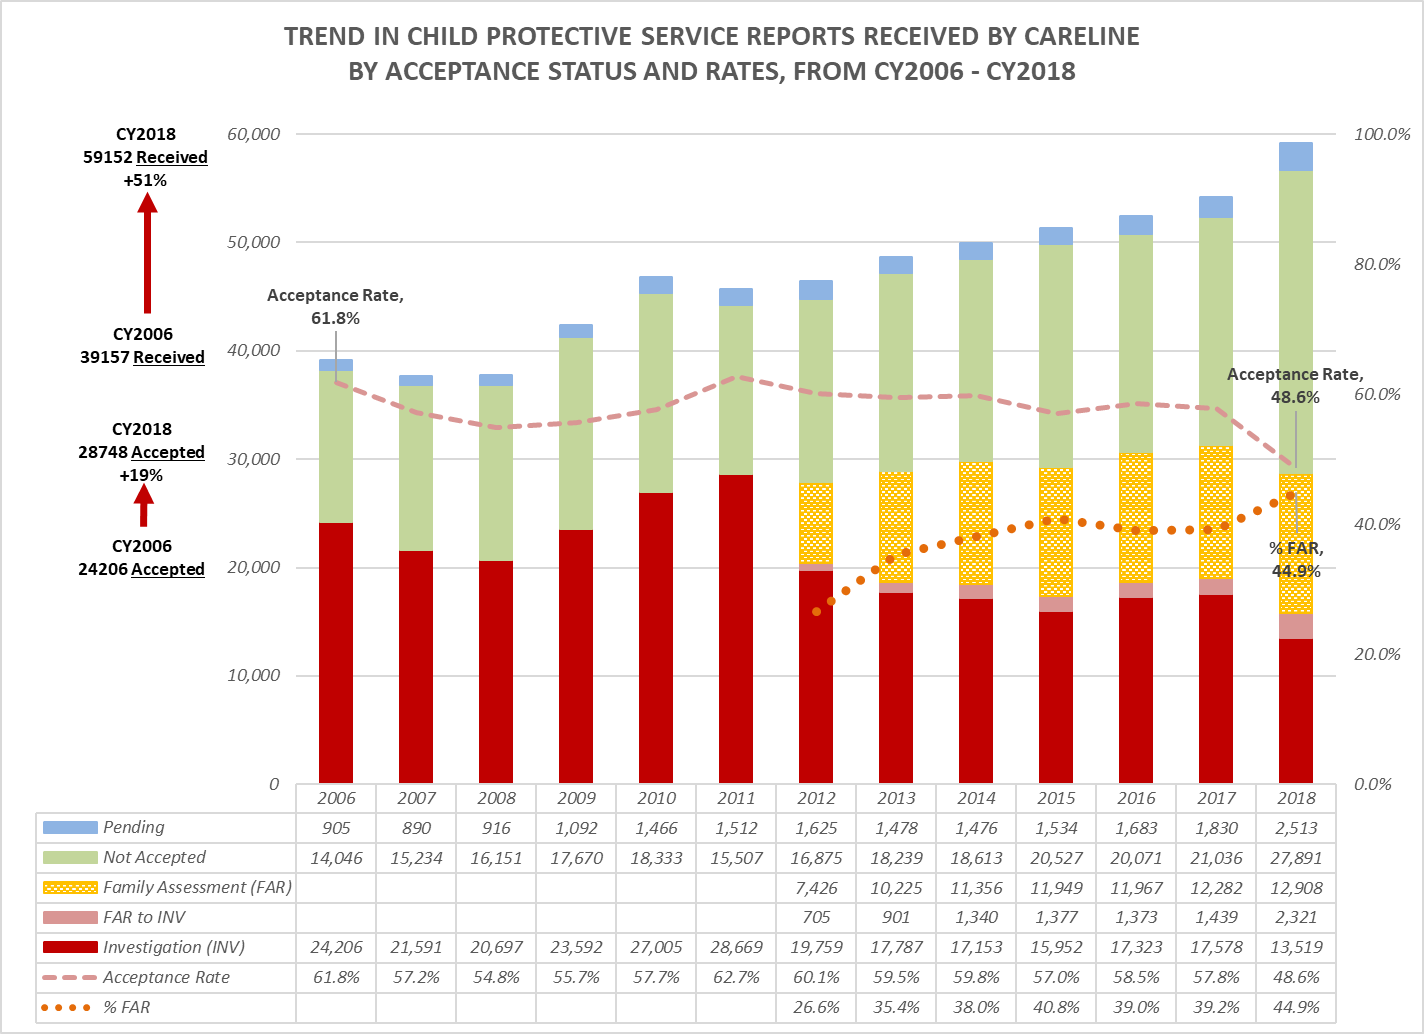 TREND IN CHILD PROTECTIVE SERVICE REPORTS RECEIVED BY CARELINE
BY ACCEPTANCE STATUS AND RATES, FROM CY2006 - CY2018
CY2018
59152 Received
+51%
CY2006
39157 Received
CY2018
28748 Accepted
+19%
CY2006
24206 Accepted
60,000
50,000
40,000
30,000
20,000
10,000
0
Acceptance Rate,
61.8%
Acceptance Rate,
48.6%
% FAR,
44.9%
100.0%
80.0%
60.0%
40.0%
20.0%
0.0%
2006 2007 2008 2009 2010 2011 2012 2013 2014 2015 2016 2017 2018
Pending 905 890 916 1,092 1,466 1,512 1,625 1,478 1,476 1,534 1,683 1,830 2,513
Not Accepted 14,046 15,234 16,151 17,670 18,333 15,507 16,875 18,239 18,613 20,527 20,071 21,036 27,891
Family Assessment (FAR) 7,426 10,225 11,356 11,949 11,967 12,282 12,908
FAR to INV 705 901 1,340 1,377 1,373 1,439 2,321
Investigation (INV) 24,206 21,591 20,697 23,592 27,005 28,669 19,759 17,787 17,153 15,952 17,323 17,578 13,519
Acceptance Rate 61.8% 57.2% 54.8% 55.7% 57.7% 62.7% 60.1% 59.5% 59.8% 57.0% 58.5% 57.8% 48.6%
% FAR 26.6% 35.4% 38.0% 40.8% 39.0% 39.2% 44.9%